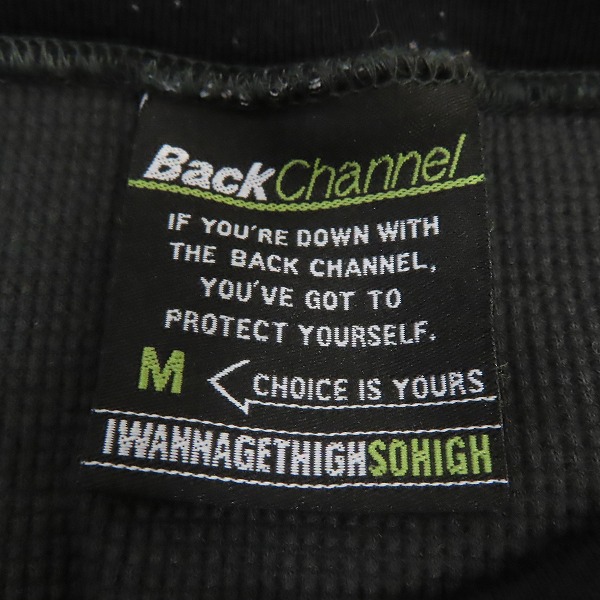 BackChannel
IF YOU'RE DOWN WITH
THE BACK CHANNEL,
YOU'VE GOT TO
PROTECT YOURSELF.
M CHOICE IS YOURS
IWANNAGETHIGHSOHIGH